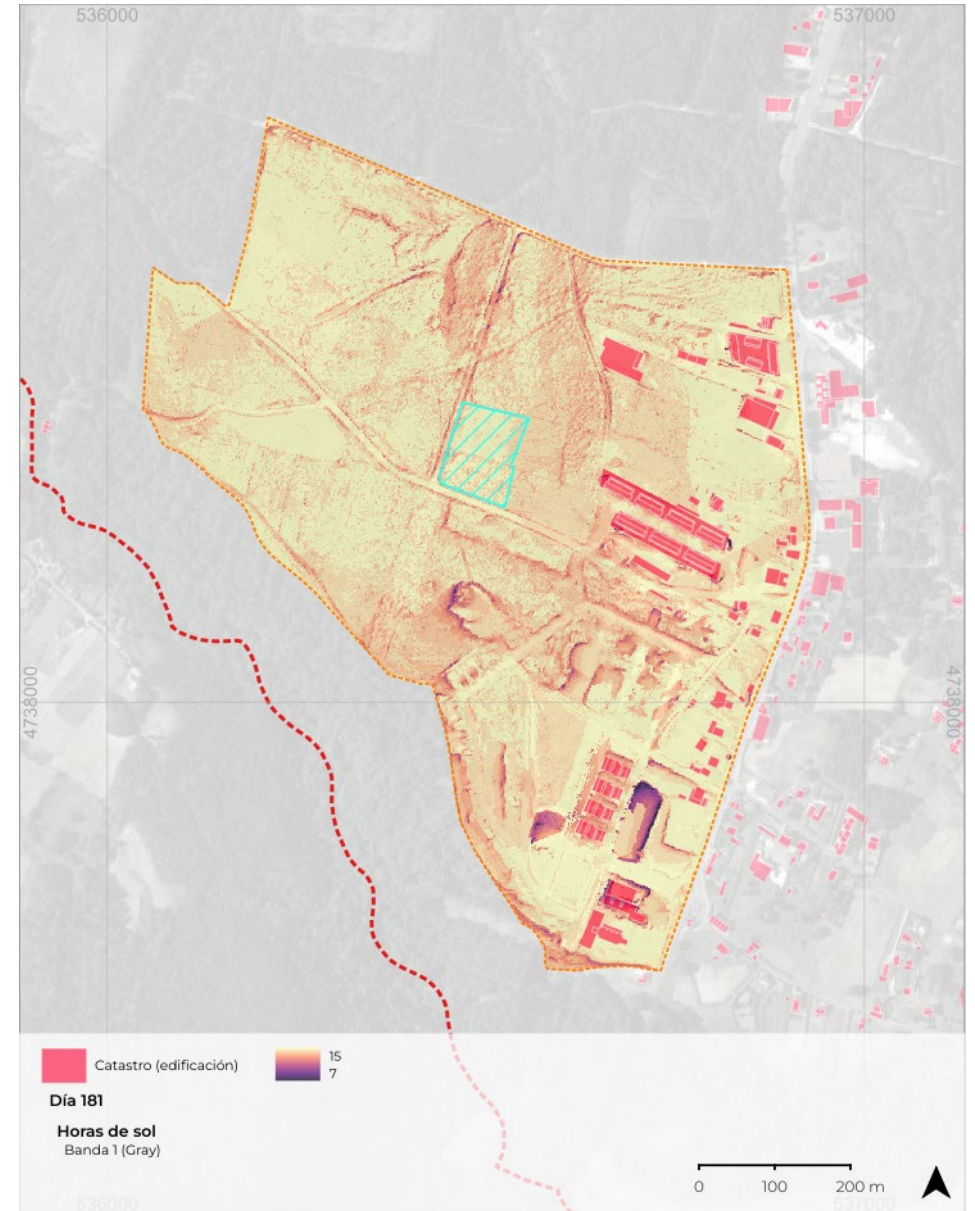 536000
537000
4738000
4738000
Catastro (edificación)
15
7
Día 181
Horas de sol
Banda 1 (Gray)
0
100
200 m
536000
537000